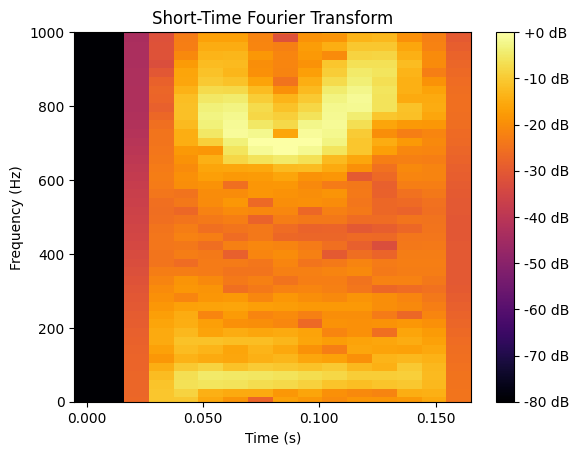 Short-Time Fourier Transform
Frequency (Hz)
1000
800
600
400
200
0
0.000
0.050
0.100
0.150
Time (s)
+0 dB
-10 dB
-20 dB
-30 dB
-40 dB
-50 dB
-60 dB
-70 dB
-80 dB